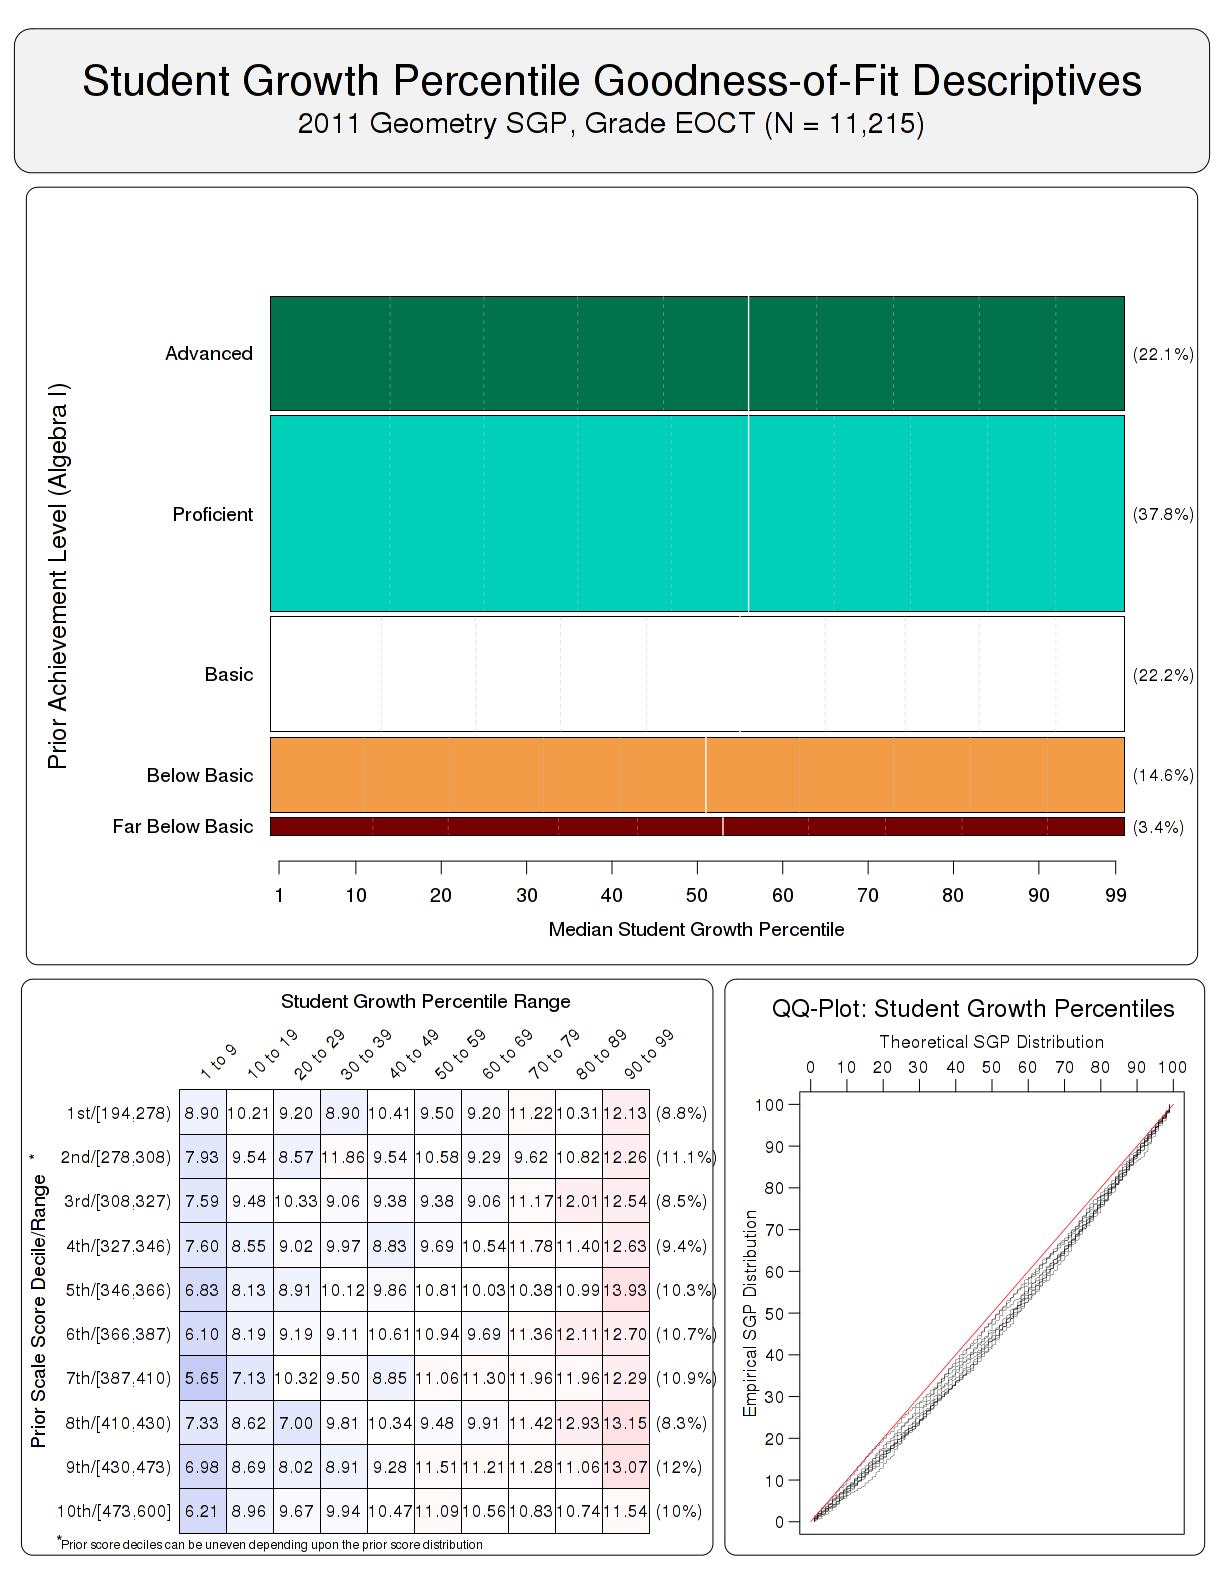 Student Growth Percentile Goodness-of-Fit Descriptives
2011 Geometry SGP, Grade EOCT (N = 11,215)
Prior Achievement Level (Algebra I)
Advanced (22.1%)
Proficient (37.8%)
Basic (22.2%)
Below Basic (14.6%)
Far Below Basic (3.4%)
1 10 20 30 40 50 60 70 80 90 99
Median Student Growth Percentile
Student Growth Percentile Range
1 to 9 10 to 19 20 to 29 30 to 39 40 to 49 50 to 59 60 to 69 70 to 79 80 to 89 90 to 99
Prior Scale Score Decile/Range *
1st/[194,278) 8.90 10.21 9.20 8.90 10.41 9.50 9.20 11.22 10.31 12.13 (8.8%)
2nd/[278,308) 7.93 9.54 8.57 11.86 9.54 10.58 9.29 9.62 10.82 12.26 (11.1%)
3rd/[308,327) 7.59 9.48 10.33 9.06 9.38 9.38 9.06 11.17 12.01 12.54 (8.5%)
4th/[327,346) 7.60 8.55 9.02 9.97 8.83 9.69 10.54 11.78 11.40 12.63 (9.4%)
5th/[346,366) 6.83 8.13 8.91 10.12 9.86 10.81 10.03 10.38 10.99 13.93 (10.3%)
6th/[366,387) 6.10 8.19 9.19 9.11 10.61 10.94 9.69 11.36 12.11 12.70 (10.7%)
7th/[387,410) 5.65 7.13 10.32 9.50 8.85 11.06 11.30 11.96 11.96 12.29 (10.9%)
8th/[410,430) 7.33 8.62 7.00 9.81 10.34 9.48 9.91 11.42 12.93 13.15 (8.3%)
9th/[430,473) 6.98 8.69 8.02 8.91 9.28 11.51 11.21 11.28 11.06 13.07 (12%)
10th/[473,600] 6.21 8.96 9.67 9.94 10.47 11.09 10.56 10.83 10.74 11.54 (10%)
*Prior score deciles can be uneven depending upon the prior score distribution
QQ-Plot: Student Growth Percentiles
Theoretical SGP Distribution
0 10 20 30 40 50 60 70 80 90 100
Empirical SGP Distribution
100
90
80
70
60
50
40
30
20
10
0